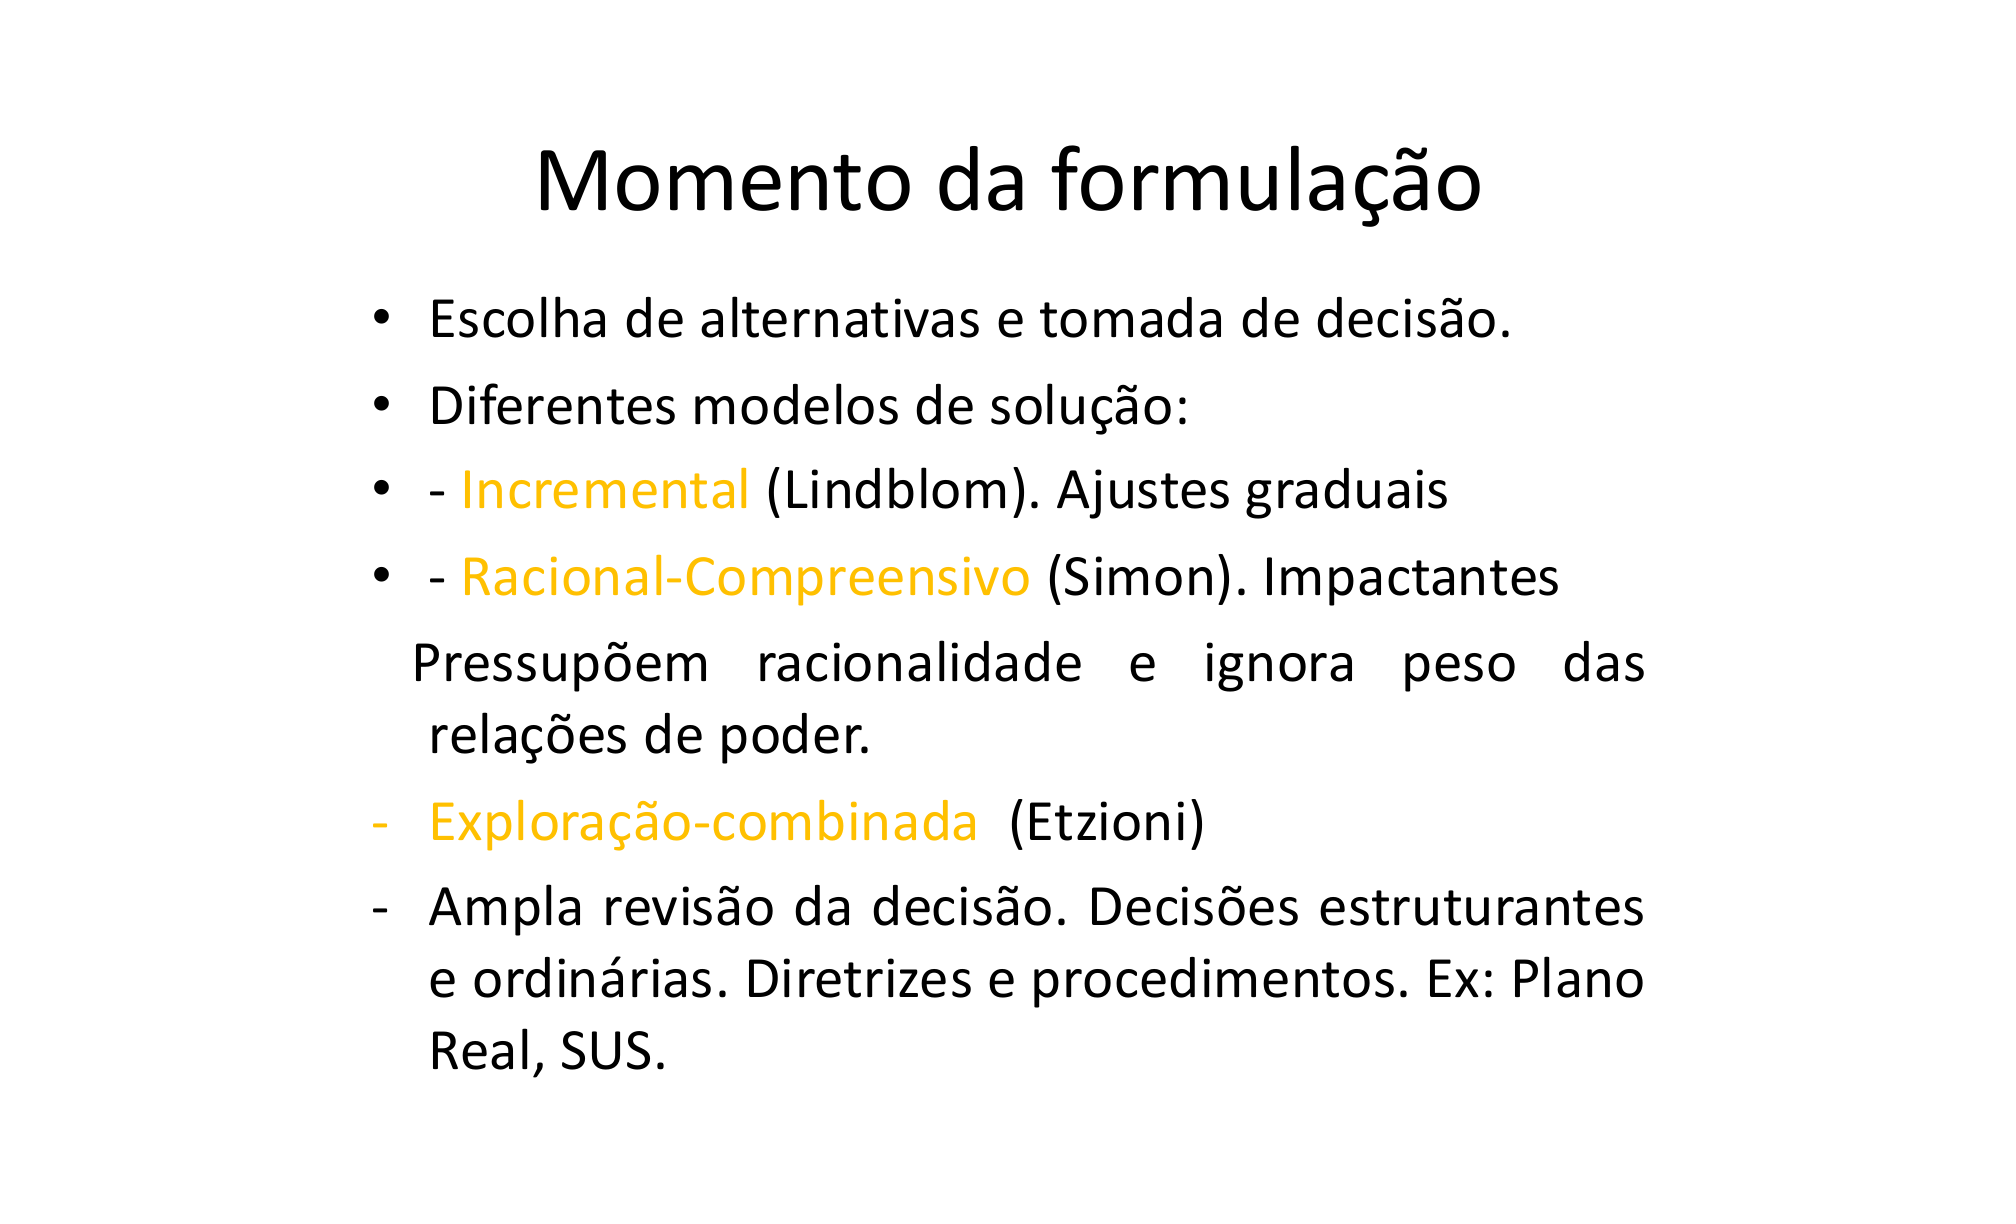 Momento da formulação
• Escolha de alternativas e tomada de decisão.
• Diferentes modelos de solução:
• - Incremental (Lindblom). Ajustes graduais
• - Racional-Compreensivo (Simon). Impactantes
Pressupõem racionalidade e ignora peso das
relações de poder.
- Exploração-combinada (Etzioni)
- Ampla revisão da decisão. Decisões estruturantes
e ordinárias. Diretrizes e procedimentos. Ex: Plano
Real, SUS.